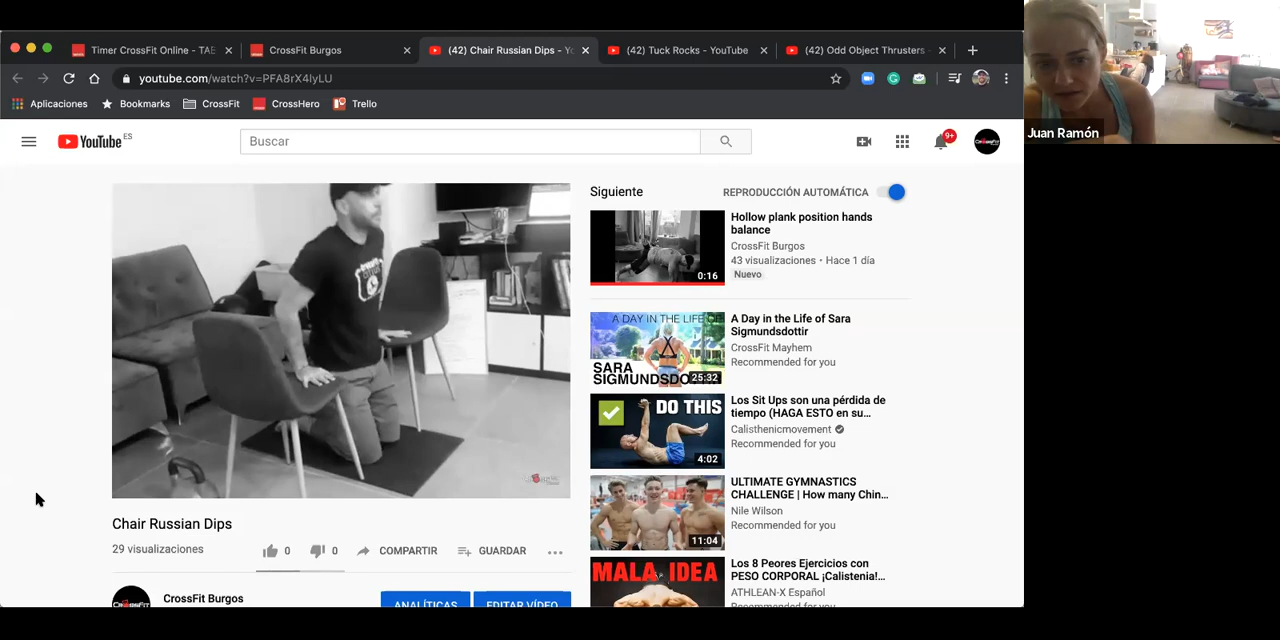 Timer CrossFit Online - TAB
CrossFit Burgos
(42) Chair Russian Dips - Yo
(42) Tuck Rocks - YouTube
(42) Odd Object Thrusters -
youtube.com/watch?v=PFA8rX4lyLU
Aplicaciones
Bookmarks
CrossFit
CrossHero
Trello
Juan Ramón
YouTube ES
Buscar
9+
Siguiente
REPRODUCCIÓN AUTOMÁTICA
Hollow plank position hands
balance
CrossFit Burgos
43 visualizaciones • Hace 1 día
Nuevo
0:16
A DAY IN THE LIFE OF
SARA
SIGMUNDSDO
25:32
A Day in the Life of Sara
Sigmundsdottir
CrossFit Mayhem
Recommended for you
DO THIS
4:02
Los Sit Ups son una pérdida de
tiempo (HAGA ESTO en su...
Calisthenicmovement
Recommended for you
11:04
ULTIMATE GYMNASTICS
CHALLENGE | How many Chin...
Nile Wilson
Recommended for you
MALA IDEA
Los 8 Peores Ejercicios con
PESO CORPORAL ¡Calistenia!...
ATHLEAN-X Español
Recommended for you
Chair Russian Dips
29 visualizaciones
0
0
COMPARTIR
GUARDAR
CrossFit Burgos
ANALÍTICAS
EDITAR VÍDEO